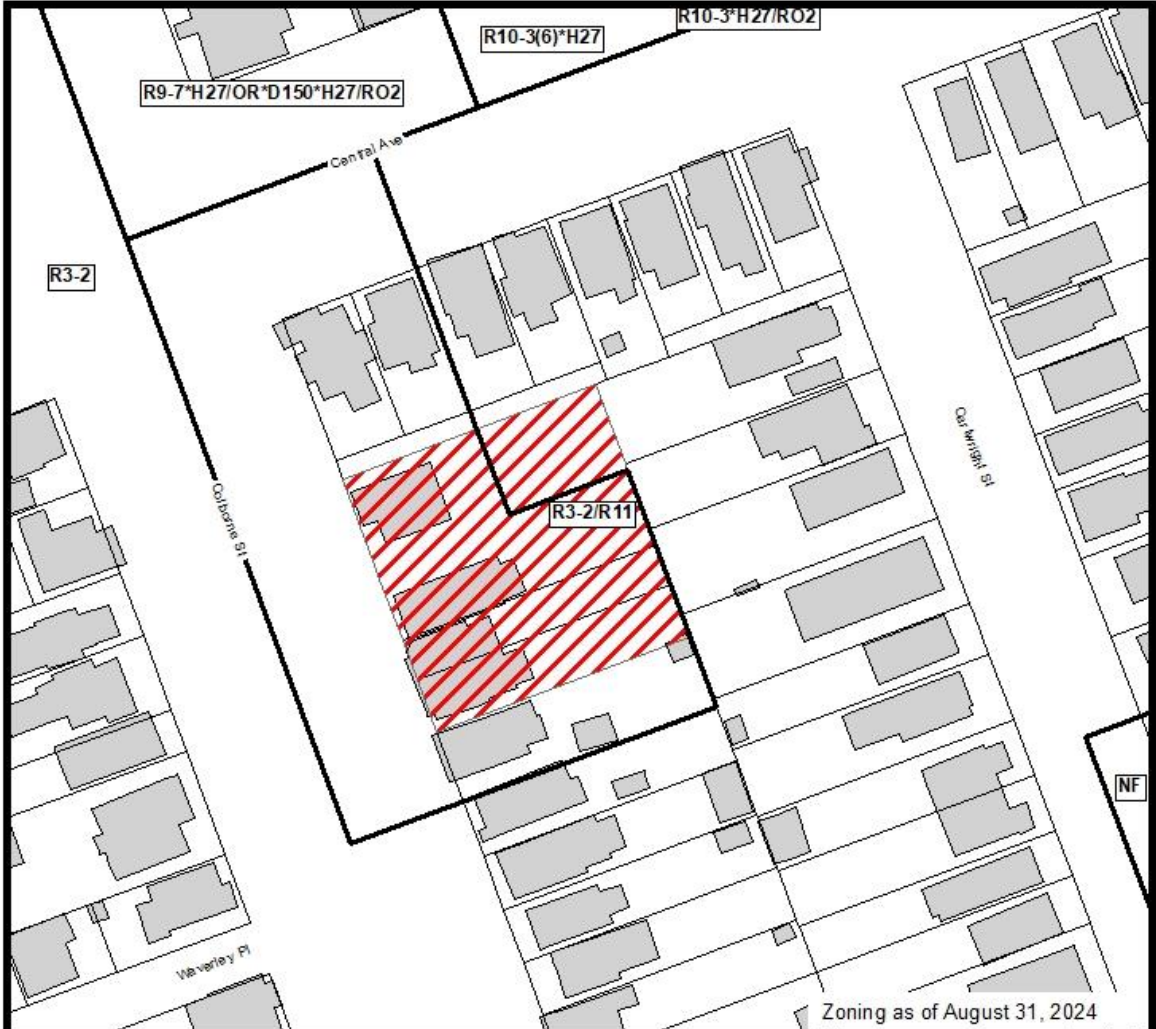 R10-3*H27/RO2
R10-3(6)*H27
R9-7*H27/OR*D150*H27/RO2
Central Ave
R3-2
Cartwright St
Colborne St
R3-2/R11
NF
Waverley Pl
Zoning as of August 31, 2024